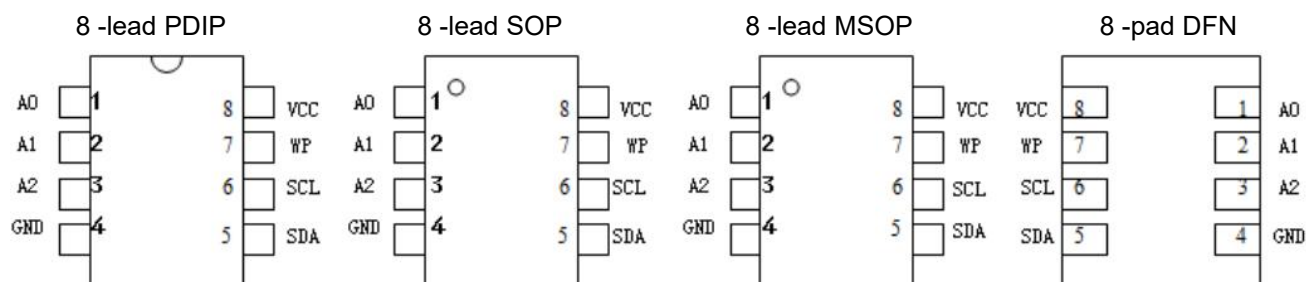 8 -lead PDIP
A0 1 8 VCC
A1 2 7 WP
A2 3 6 SCL
GND 4 5 SDA
8 -lead SOP
A0 1 8 VCC
A1 2 7 WP
A2 3 6 SCL
GND 4 5 SDA
8 -lead MSOP
A0 1 8 VCC
A1 2 7 WP
A2 3 6 SCL
GND 4 5 SDA
8 -pad DFN
VCC 8 1 A0
WP 7 2 A1
SCL 6 3 A2
SDA 5 4 GND